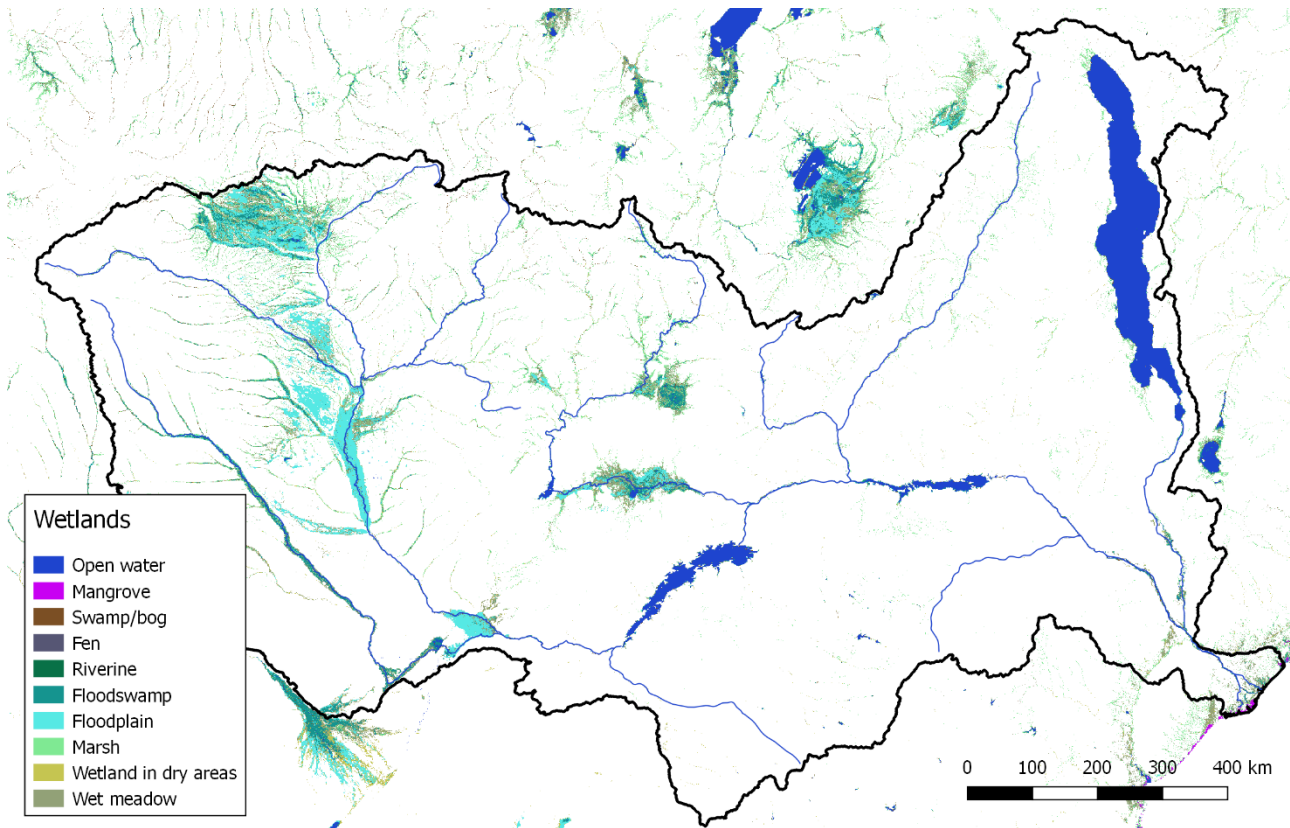 Wetlands
Open water
Mangrove
Swamp/bog
Fen
Riverine
Floodswamp
Floodplain
Marsh
Wetland in dry areas
Wet meadow
0 100 200 300 400 km